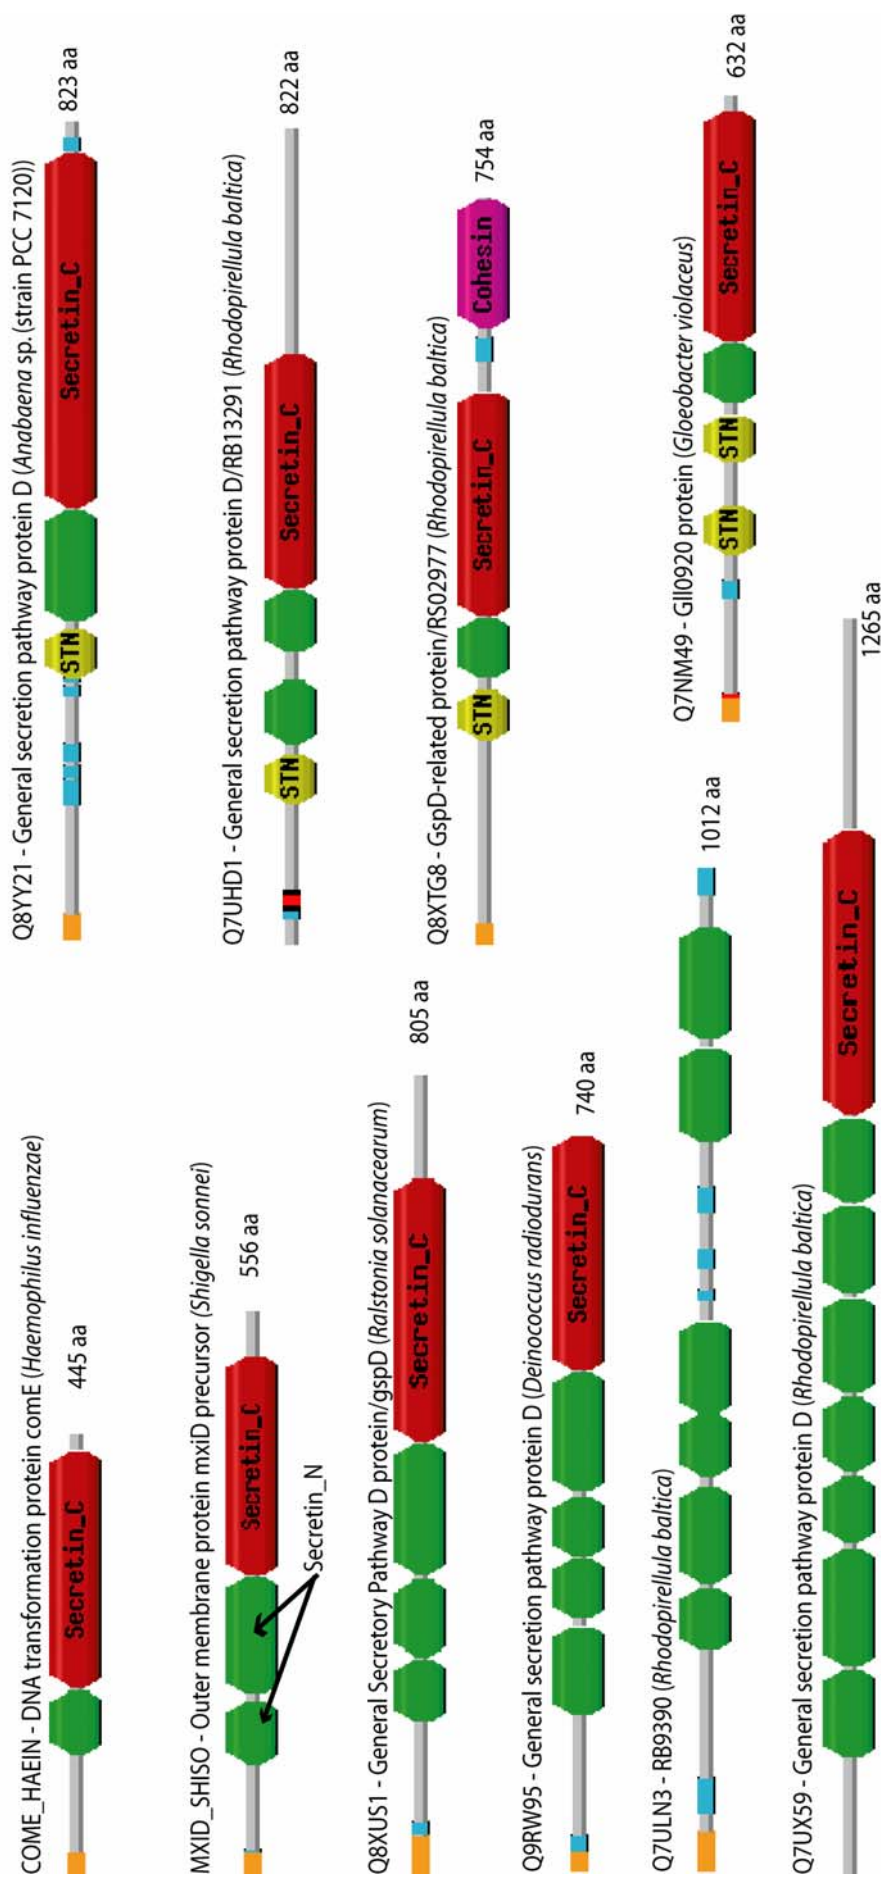 COME_HAEIN - DNA transformation protein comE (Haemophilus influenzae)
Secretin_C
445 aa
MXID_SHISO - Outer membrane protein mxiD precursor (Shigella sonnei)
Secretin_C
556 aa
Secretin_N
Q8XUS1 - General Secretory Pathway D protein/gspD (Ralstonia solanacearum)
Secretin_C
805 aa
Q9RW95 - General secretion pathway protein D (Deinococcus radiodurans)
Secretin_C
740 aa
Q7ULN3 - RB9390 (Rhodopirellula baltica)
1012 aa
Q7UX59 - General secretion pathway protein D (Rhodopirellula baltica)
Secretin_C
1265 aa
Q8YY21 - General secretion pathway protein D (Anabaena sp. (strain PCC 7120))
STN Secretin_C
823 aa
Q7UHD1 - General secretion pathway protein D/RB13291 (Rhodopirellula baltica)
STN Secretin_C
822 aa
Q8XTG8 - GspD-related protein/RS02977 (Rhodopirellula baltica)
STN Secretin_C Cohesin
754 aa
Q7NM49 - Gll0920 protein (Gloeobacter violaceus)
STN STN Secretin_C
632 aa